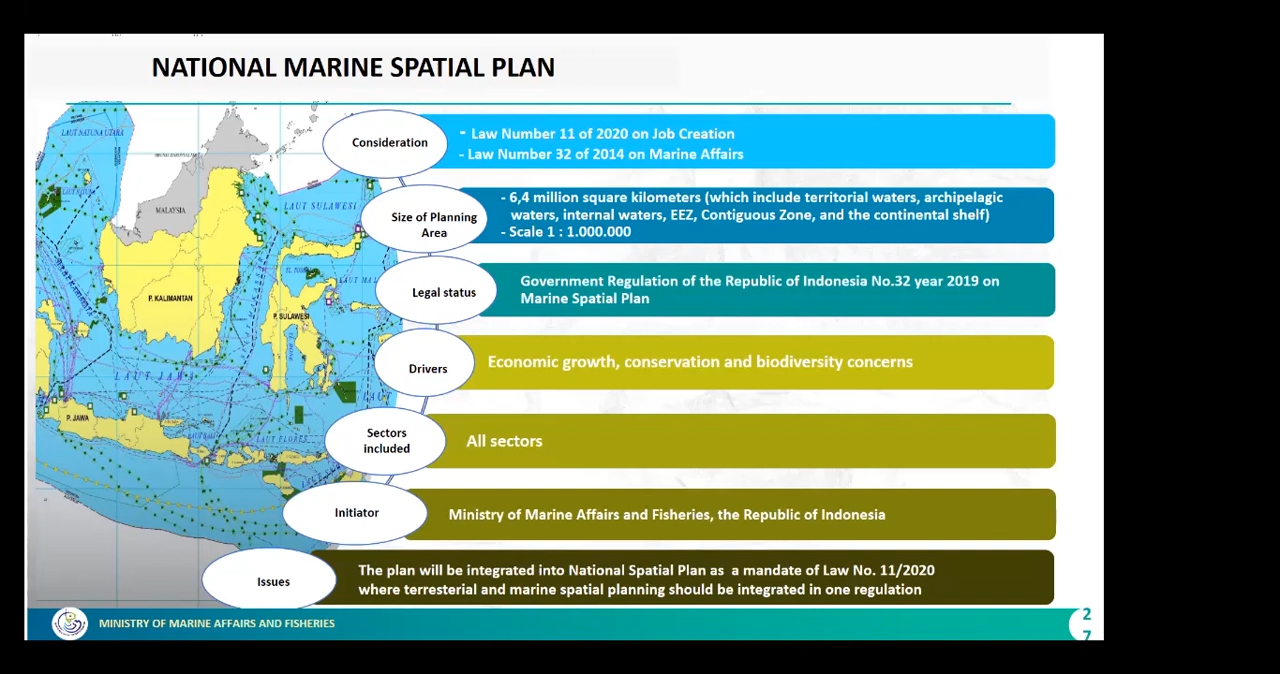 NATIONAL MARINE SPATIAL PLAN
LAUT NATUNA UTARA
MALAYSIA
LAUT SULAWESI
P. KALIMANTAN
P. SULAWESI
LAUT JAWA
P. JAWA
LAUT FLORES
Consideration
- Law Number 11 of 2020 on Job Creation
- Law Number 32 of 2014 on Marine Affairs
Size of Planning
Area
- 6,4 million square kilometers (which include territorial waters, archipelagic
waters, internal waters, EEZ, Contiguous Zone, and the continental shelf)
- Scale 1 : 1.000.000
Legal status
Government Regulation of the Republic of Indonesia No.32 year 2019 on
Marine Spatial Plan
Drivers
Economic growth, conservation and biodiversity concerns
Sectors
included
All sectors
Initiator
Ministry of Marine Affairs and Fisheries, the Republic of Indonesia
Issues
The plan will be integrated into National Spatial Plan as a mandate of Law No. 11/2020
where terresterial and marine spatial planning should be integrated in one regulation
MINISTRY OF MARINE AFFAIRS AND FISHERIES
2
7